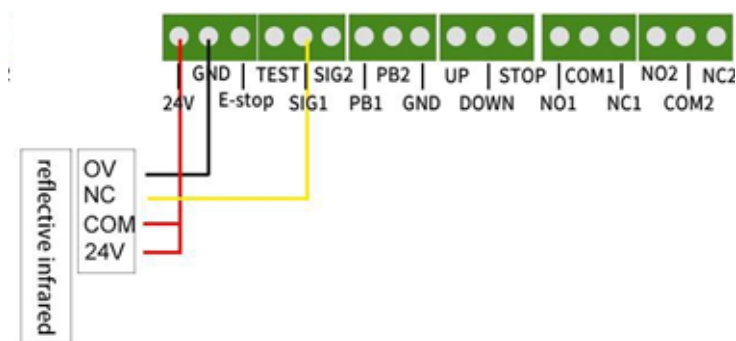 GND TEST SIG2 PB2 UP STOP COM1 NO2 NC2
24V E-stop SIG1 PB1 GND DOWN NO1 NC1 COM2
reflective infrared
OV
NC
COM
24V